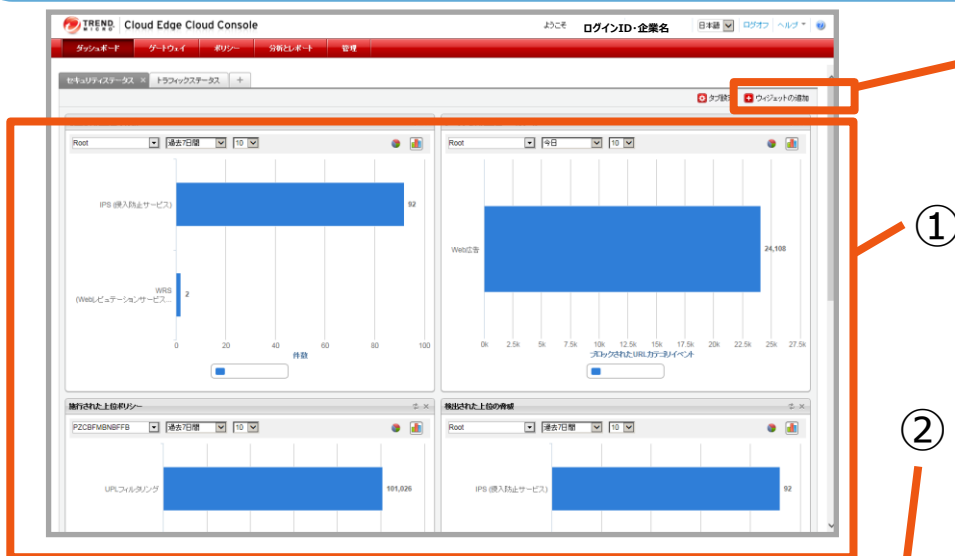 TREND MICRO Cloud Edge Cloud Console
ようこそ ログインID・企業名 日本語 ログオフ ヘルプ
ダッシュボード ゲートウェイ ポリシー 分析とレポート 管理
セキュリティステータス × トラフィックステータス +
タブ設定 ウィジェットの追加
Root 過去7日間 10
IPS (侵入防止サービス) 92
WRS
(Webレピュテーションサービス... 2
0 20 40 60 80 100
件数
Root 今日 10
Web広告 24,108
0k 2.5k 5k 7.5k 10k 12.5k 15k 17.5k 20k 22.5k 25k 27.5k
ブロックされたURLカテゴリイベント
①
施行された上位ポリシー
PZCBFMBNBFFB 過去7日間 10
UPLフィルタリング 101,026
検出された上位の脅威
Root 過去7日間 10
IPS (侵入防止サービス) 92
②